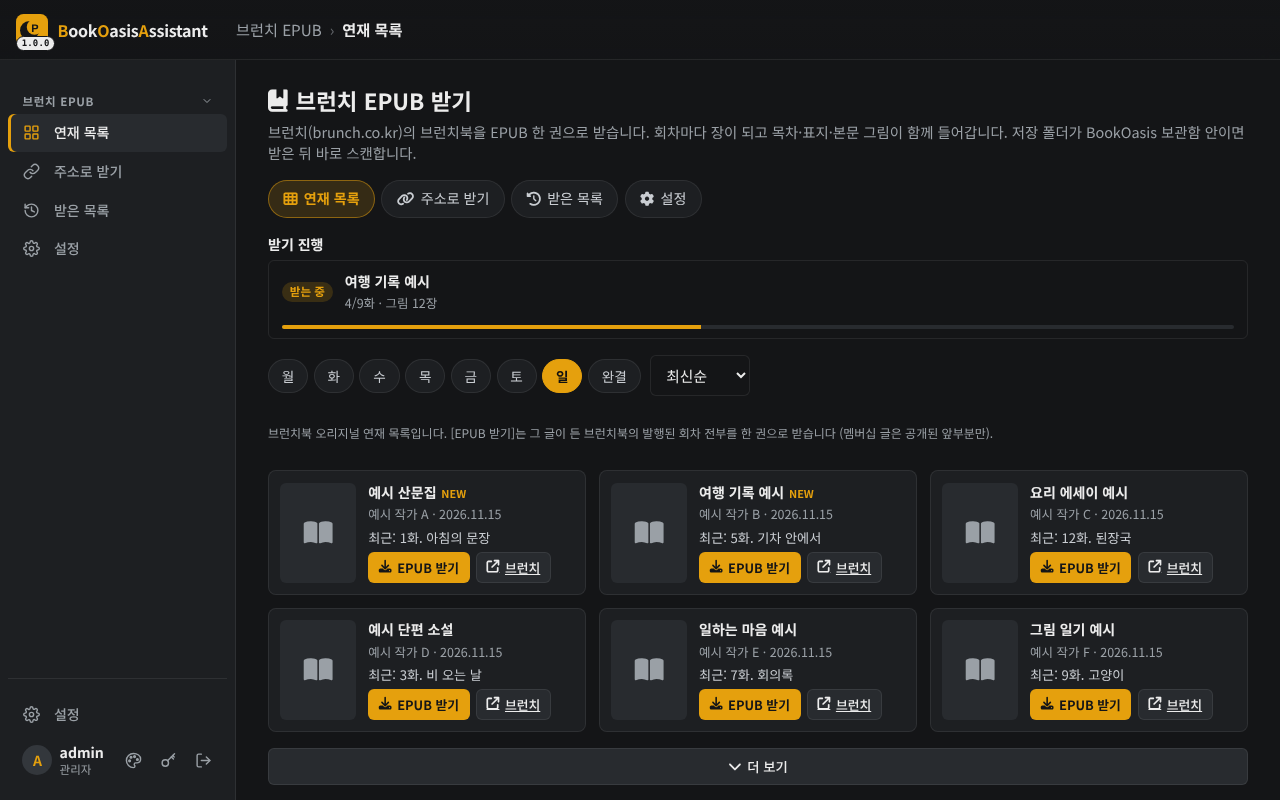 P
1.0.0
BookOasisAssistant
브런치 EPUB › 연재 목록
브런치 EPUB
연재 목록
주소로 받기
받은 목록
설정
브런치 EPUB 받기
브런치(brunch.co.kr)의 브런치북을 EPUB 한 권으로 받습니다. 회차마다 장이 되고 목차·표지·본문 그림이 함께 들어갑니다. 저장 폴더가 BookOasis 보관함 안이면
받은 뒤 바로 스캔합니다.
연재 목록 주소로 받기 받은 목록 설정
받기 진행
받는 중
여행 기록 예시
4/9화 · 그림 12장
월 화 수 목 금 토 일 완결 최신순
브런치북 오리지널 연재 목록입니다. [EPUB 받기]는 그 글이 든 브런치북의 발행된 회차 전부를 한 권으로 받습니다 (멤버십 글은 공개된 앞부분만).
예시 산문집 NEW
예시 작가 A · 2026.11.15
최근: 1화. 아침의 문장
EPUB 받기 브런치
여행 기록 예시 NEW
예시 작가 B · 2026.11.15
최근: 5화. 기차 안에서
EPUB 받기 브런치
요리 에세이 예시
예시 작가 C · 2026.11.15
최근: 12화. 된장국
EPUB 받기 브런치
예시 단편 소설
예시 작가 D · 2026.11.15
최근: 3화. 비 오는 날
EPUB 받기 브런치
일하는 마음 예시
예시 작가 E · 2026.11.15
최근: 7화. 회의록
EPUB 받기 브런치
그림 일기 예시
예시 작가 F · 2026.11.15
최근: 9화. 고양이
EPUB 받기 브런치
더 보기
설정
A
admin
관리자